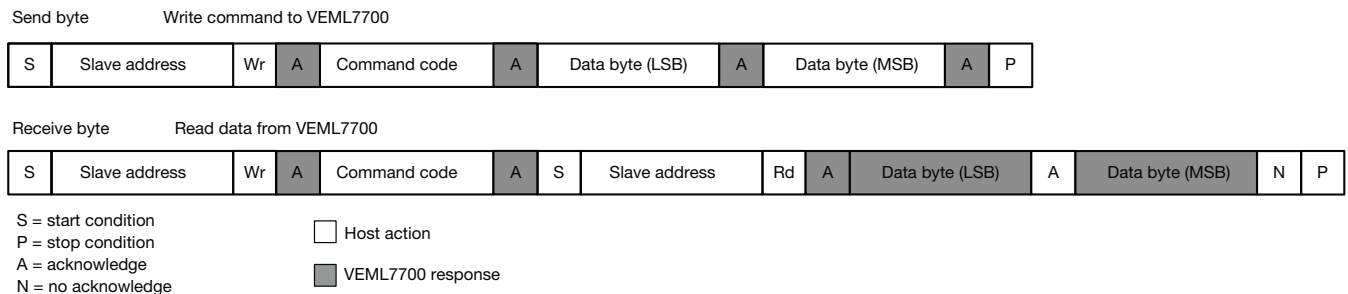 Send byte Write command to VEML7700
S Slave address Wr A Command code A Data byte (LSB) A Data byte (MSB) A P
Receive byte Read data from VEML7700
S Slave address Wr A Command code A S Slave address Rd A Data byte (LSB) A Data byte (MSB) N P
S = start condition
P = stop condition
A = acknowledge
N = no acknowledge
Host action
VEML7700 response